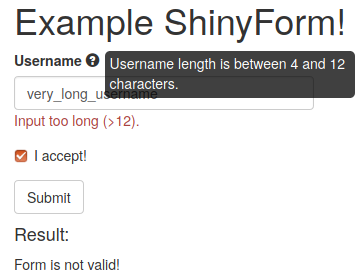 Example ShinyForm!
Username
Username length is between 4 and 12
characters.
very_long_username
Input too long (>12).
I accept!
Submit
Result:
Form is not valid!